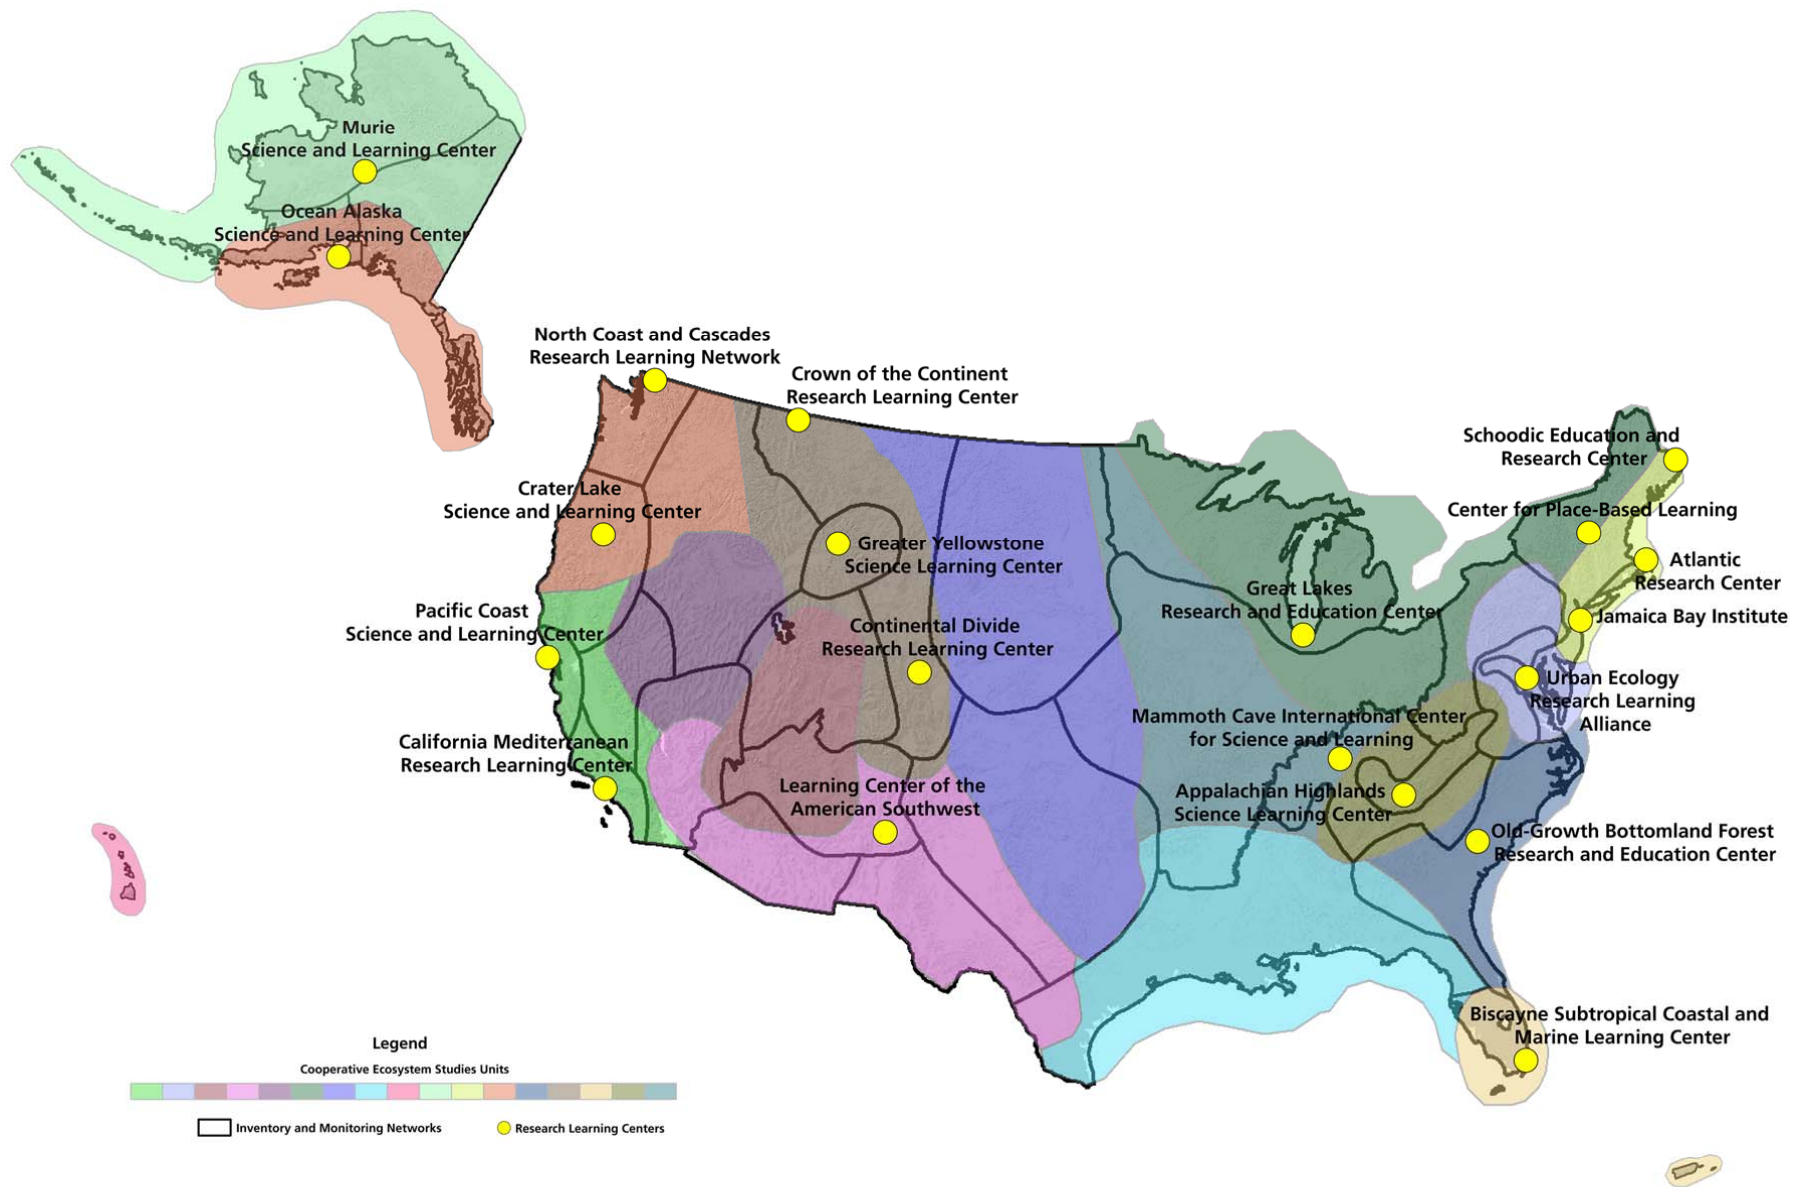 Murie
Science and Learning Center
Ocean Alaska
Science and Learning Center
North Coast and Cascades
Research Learning Network
Crown of the Continent
Research Learning Center
Schoodic Education and
Research Center
Crater Lake
Science and Learning Center
Center for Place-Based Learning
Greater Yellowstone
Science Learning Center
Atlantic
Research Center
Great Lakes
Research and Education Center
Pacific Coast
Science and Learning Center
Jamaica Bay Institute
Continental Divide
Research Learning Center
Urban Ecology
Research Learning
Alliance
Mammoth Cave International Center
for Science and Learning
California Mediterranean
Research Learning Center
Learning Center of the
American Southwest
Appalachian Highlands
Science Learning Center
Old-Growth Bottomland Forest
Research and Education Center
Biscayne Subtropical Coastal and
Marine Learning Center
Legend
Cooperative Ecosystem Studies Units
Inventory and Monitoring Networks
Research Learning Centers